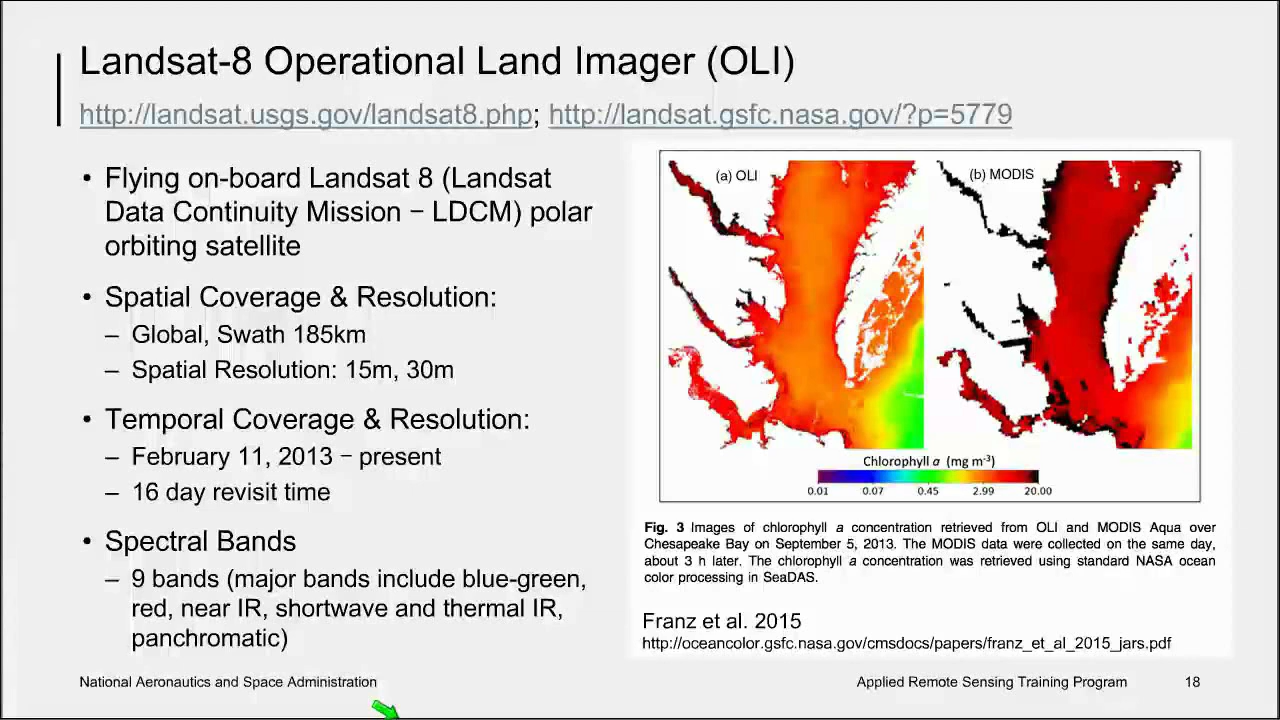 Landsat-8 Operational Land Imager (OLI)
http://landsat.usgs.gov/landsat8.php; http://landsat.gsfc.nasa.gov/?p=5779
• Flying on-board Landsat 8 (Landsat
Data Continuity Mission – LDCM) polar
orbiting satellite
• Spatial Coverage & Resolution:
– Global, Swath 185km
– Spatial Resolution: 15m, 30m
• Temporal Coverage & Resolution:
– February 11, 2013 – present
– 16 day revisit time
• Spectral Bands
– 9 bands (major bands include blue-green,
red, near IR, shortwave and thermal IR,
panchromatic)
(a) OLI
(b) MODIS
Chlorophyll a (mg m-3)
0.01 0.07 0.45 2.99 20.00
Fig. 3 Images of chlorophyll a concentration retrieved from OLI and MODIS Aqua over
Chesapeake Bay on September 5, 2013. The MODIS data were collected on the same day,
about 3 h later. The chlorophyll a concentration was retrieved using standard NASA ocean
color processing in SeaDAS.
Franz et al. 2015
http://oceancolor.gsfc.nasa.gov/cmsdocs/papers/franz_et_al_2015_jars.pdf
National Aeronautics and Space Administration
Applied Remote Sensing Training Program 18